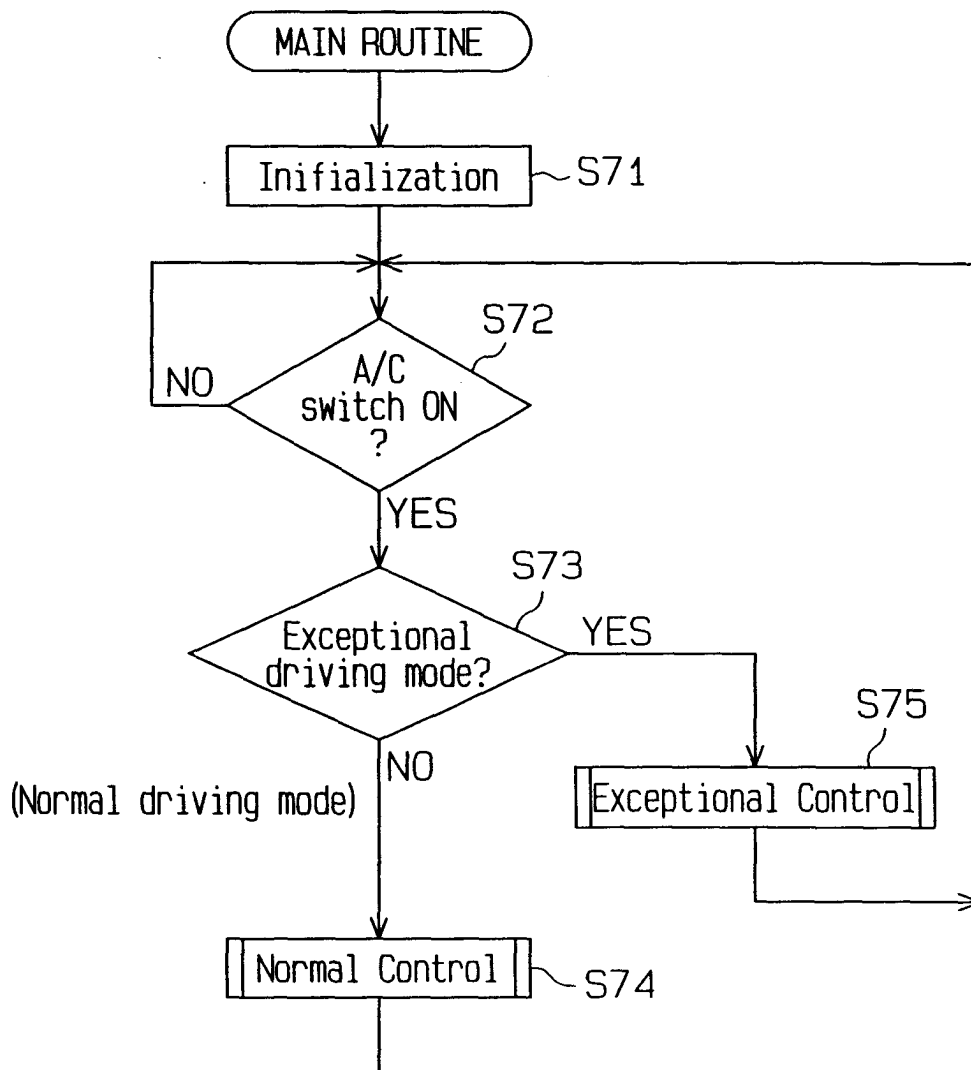 MAIN ROUTINE
Inifialization
S71
S72
A/C
switch ON
?
NO
YES
S73
Exceptional
driving mode?
YES
S75
NO
(Normal driving mode)
Exceptional Control
Normal Control
S74